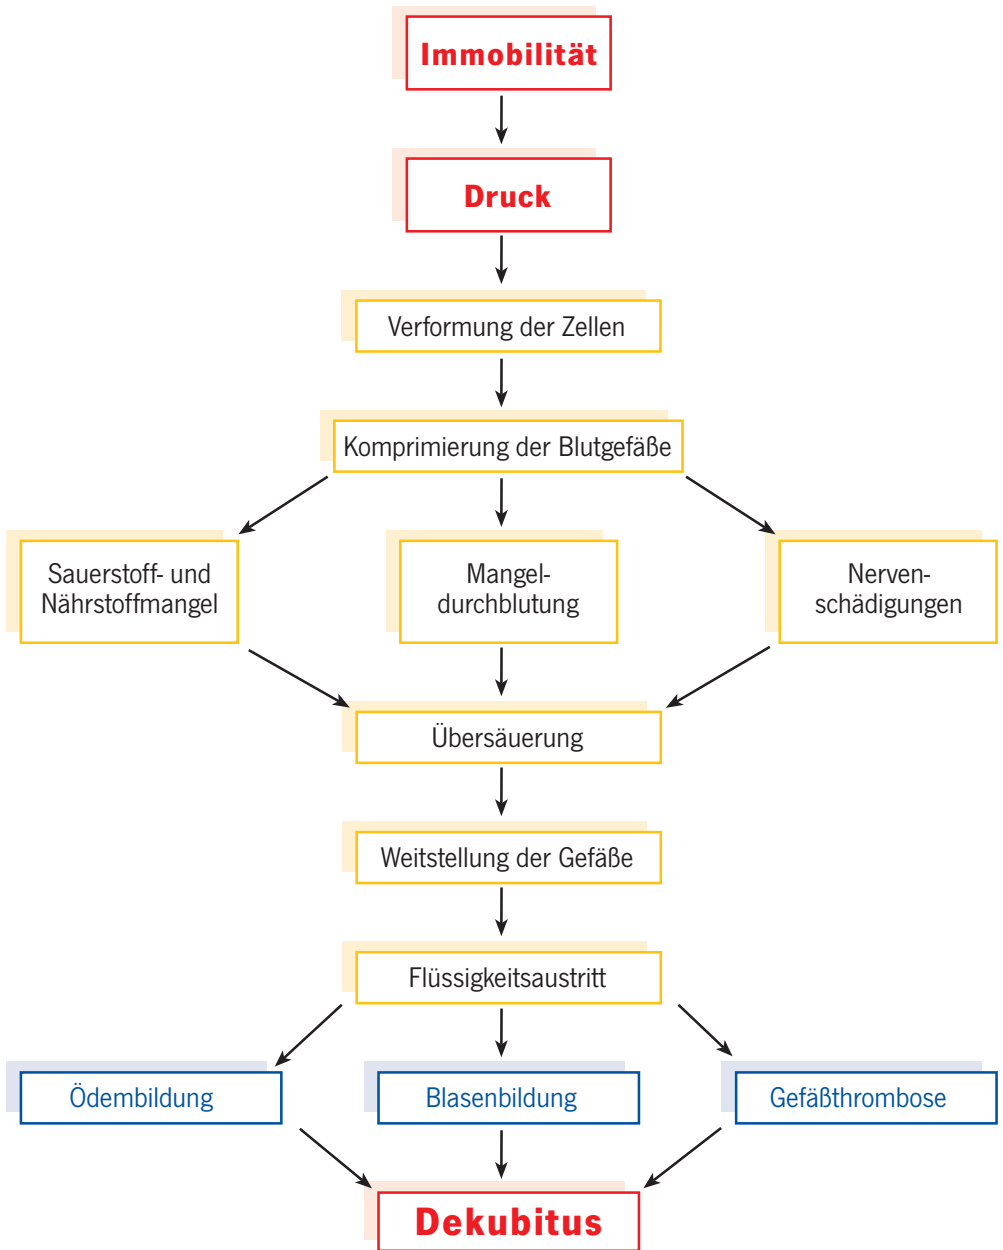 Immobilität
Druck
Verformung der Zellen
Komprimierung der Blutgefäße
Sauerstoff- und
Nährstoffmangel
Mangel-
durchblutung
Nerven-
schädigungen
Übersäuerung
Weitstellung der Gefäße
Flüssigkeitsaustritt
Ödembildung
Blasenbildung
Gefäßthrombose
Dekubitus